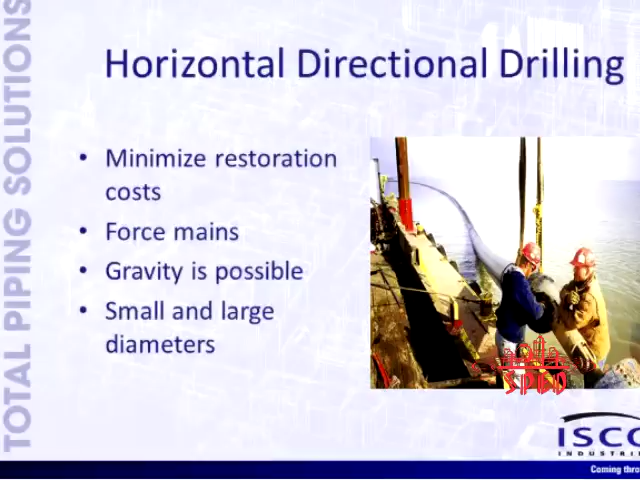 TOTAL PIPING SOLUTIONS
Horizontal Directional Drilling
• Minimize restoration
costs
• Force mains
• Gravity is possible
• Small and large
diameters
ISCO
INDUSTRI
Coming thro